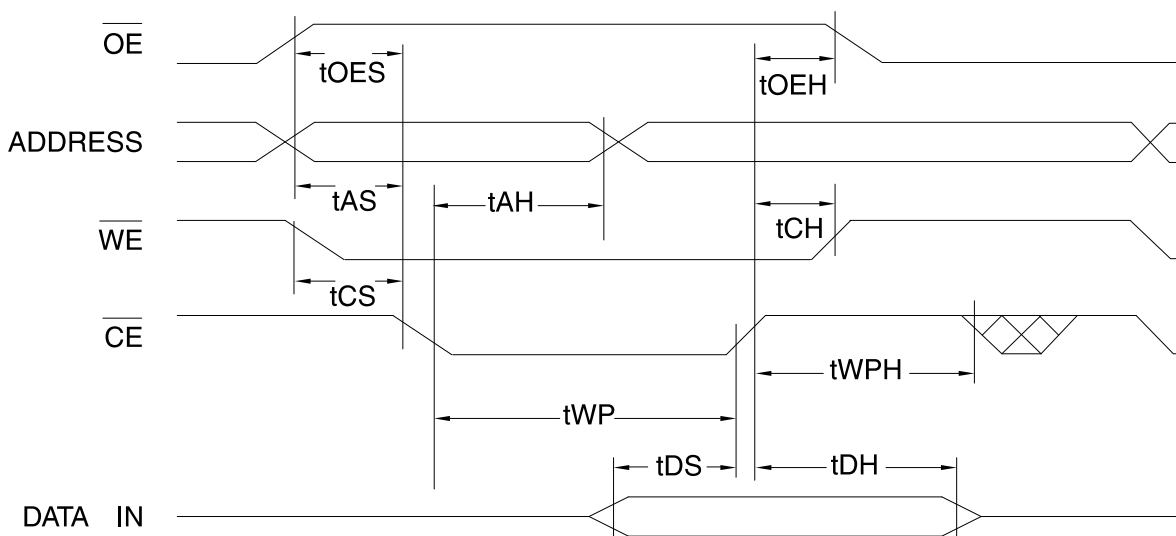 OE
tOES
tOEH
ADDRESS
tAS
tAH
tCH
WE
tCS
CE
tWPH
tWP
tDS
tDH
DATA IN